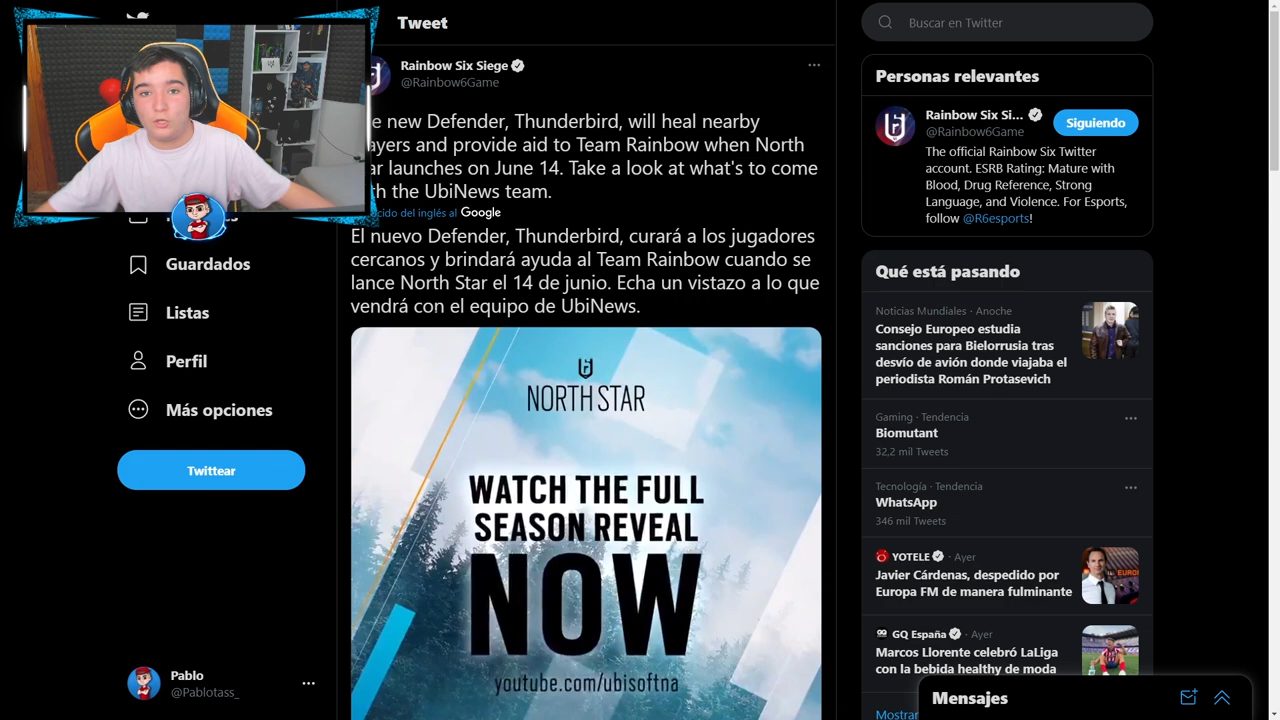 Tweet
Rainbow Six Siege
@Rainbow6Game
new Defender, Thunderbird, will heal nearby
and provide aid to Team Rainbow when North
launches on June 14. Take a look at what's to come
the UbiNews team.
del inglés al Google
El nuevo Defender, Thunderbird, curará a los jugadores
cercanos y brindará ayuda al Team Rainbow cuando se
lance North Star el 14 de junio. Echa un vistazo a lo que
vendrá con el equipo de UbiNews.
NORTH STAR
WATCH THE FULL
SEASON REVEAL
NOW
youtube.com/ubisoftna
Guardados
Listas
Perfil
Más opciones
Twittear
Pablo
@Pablotass_
Buscar en Twitter
Personas relevantes
Rainbow Six Si...
@Rainbow6Game
Siguiendo
The official Rainbow Six Twitter
account. ESRB Rating: Mature with
Blood, Drug Reference, Strong
Language, and Violence. For Esports,
follow @R6esports!
Qué está pasando
Noticias Mundiales · Anoche
Consejo Europeo estudia
sanciones para Bielorrusia tras
desvío de avión donde viajaba el
periodista Román Protasevich
Gaming · Tendencia
Biomutant
32,2 mil Tweets
Tecnología · Tendencia
WhatsApp
346 mil Tweets
YOTELE · Ayer
Javier Cárdenas, despedido por
Europa FM de manera fulminante
GQ España · Ayer
Marcos Llorente celebró LaLiga
con la bebida healthy de moda
Mostrar
Mensajes